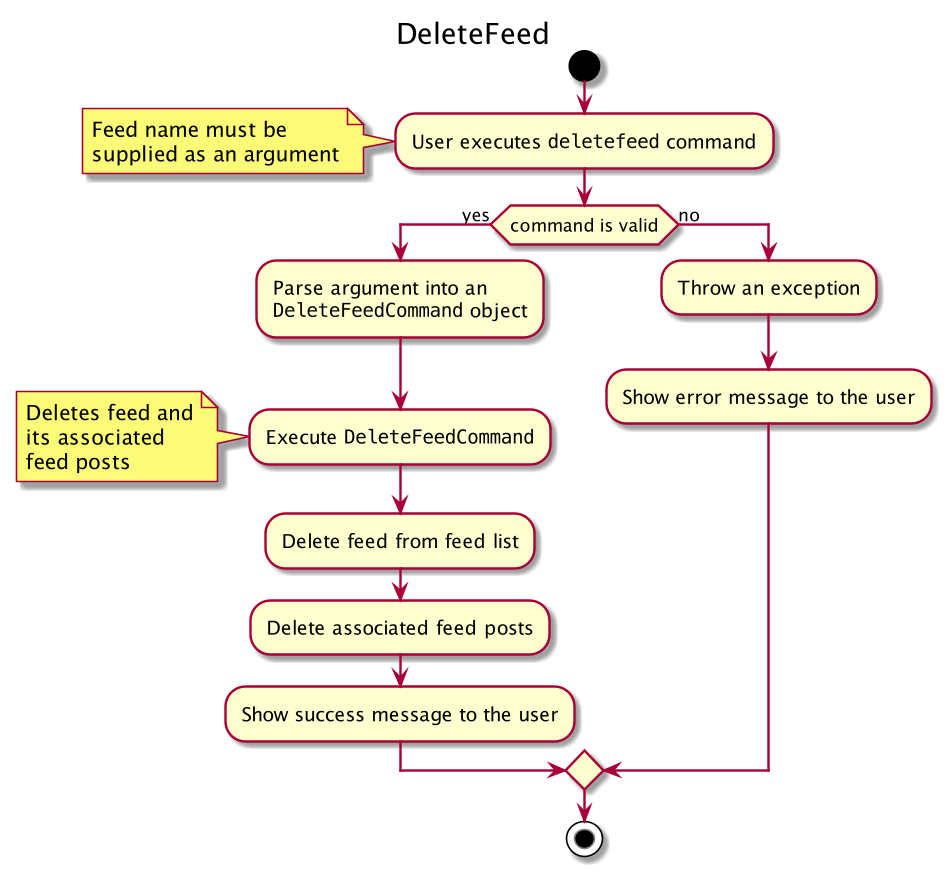 DeleteFeed
Feed name must be
supplied as an argument
User executes deletefeed command
yes
command is valid
no
Parse argument into an
DeleteFeedCommand object
Throw an exception
Show error message to the user
Deletes feed and
its associated
feed posts
Execute DeleteFeedCommand
Delete feed from feed list
Delete associated feed posts
Show success message to the user